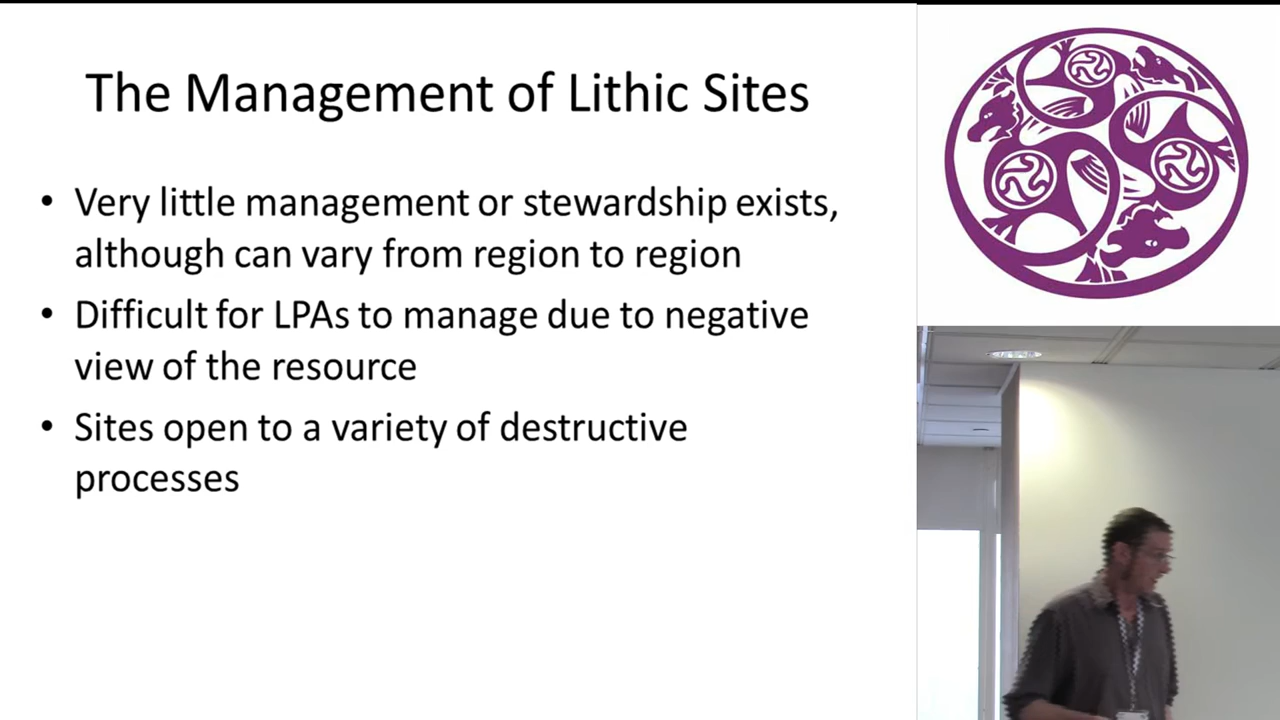 The Management of Lithic Sites
• Very little management or stewardship exists,
although can vary from region to region
• Difficult for LPAs to manage due to negative
view of the resource
• Sites open to a variety of destructive
processes